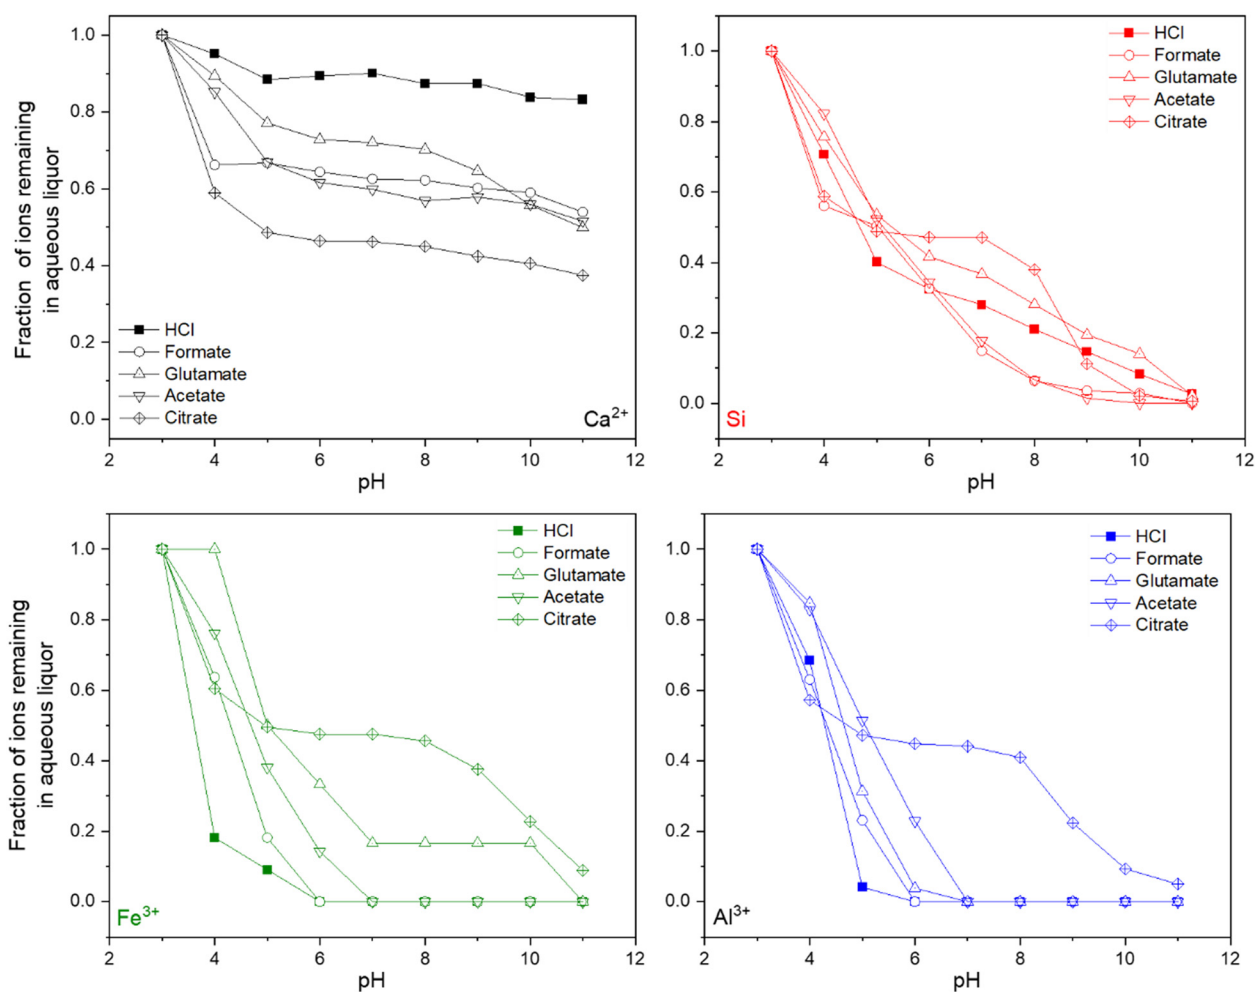 Fraction of ions remaining
in aqueous liquor
1.0
0.8
0.6
0.4
0.2
0.0
HCl
Formate
Glutamate
Acetate
Citrate
Ca²⁺
2 4 6 8 10 12
pH
1.0
0.8
0.6
0.4
0.2
0.0
HCl
Formate
Glutamate
Acetate
Citrate
Si
2 4 6 8 10 12
pH
Fraction of ions remaining
in aqueous liquor
1.0
0.8
0.6
0.4
0.2
0.0
HCl
Formate
Glutamate
Acetate
Citrate
Fe³⁺
2 4 6 8 10 12
pH
1.0
0.8
0.6
0.4
0.2
0.0
HCl
Formate
Glutamate
Acetate
Citrate
Al³⁺
2 4 6 8 10 12
pH